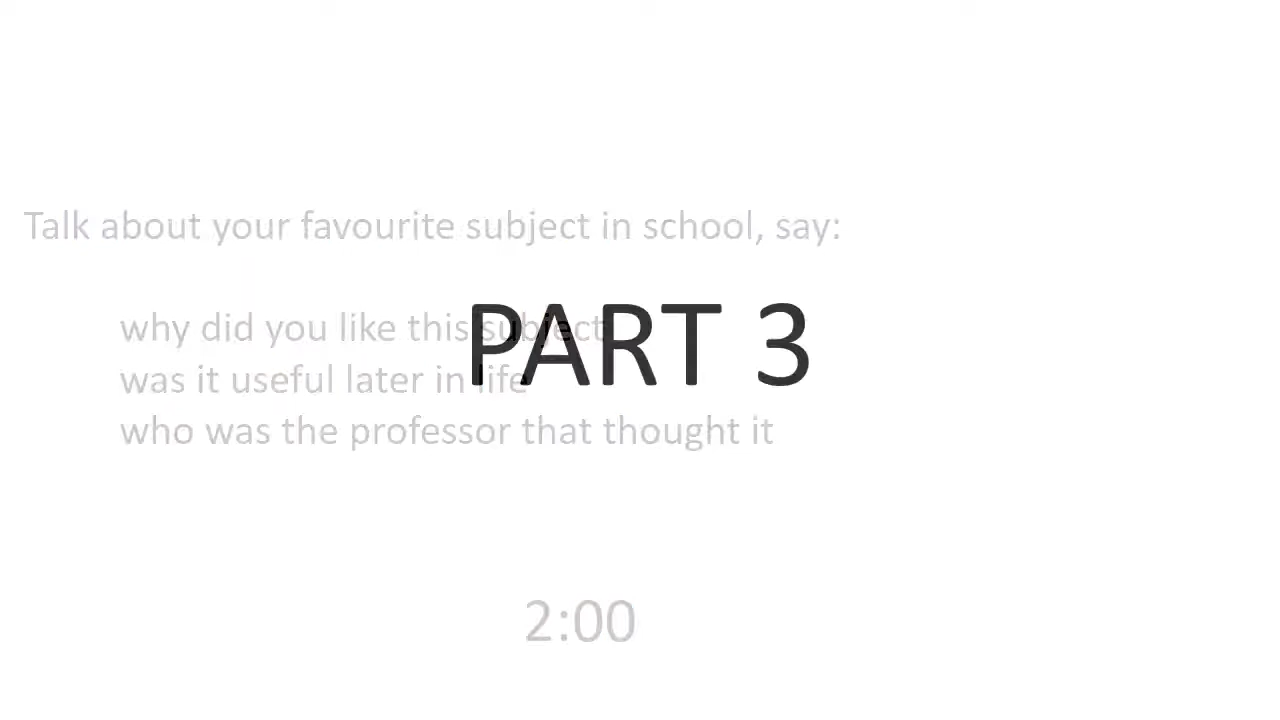 Talk about your favourite subject in school, say:
why did you like this subject
PART 3
was it useful later in life
who was the professor that thought it
2:00